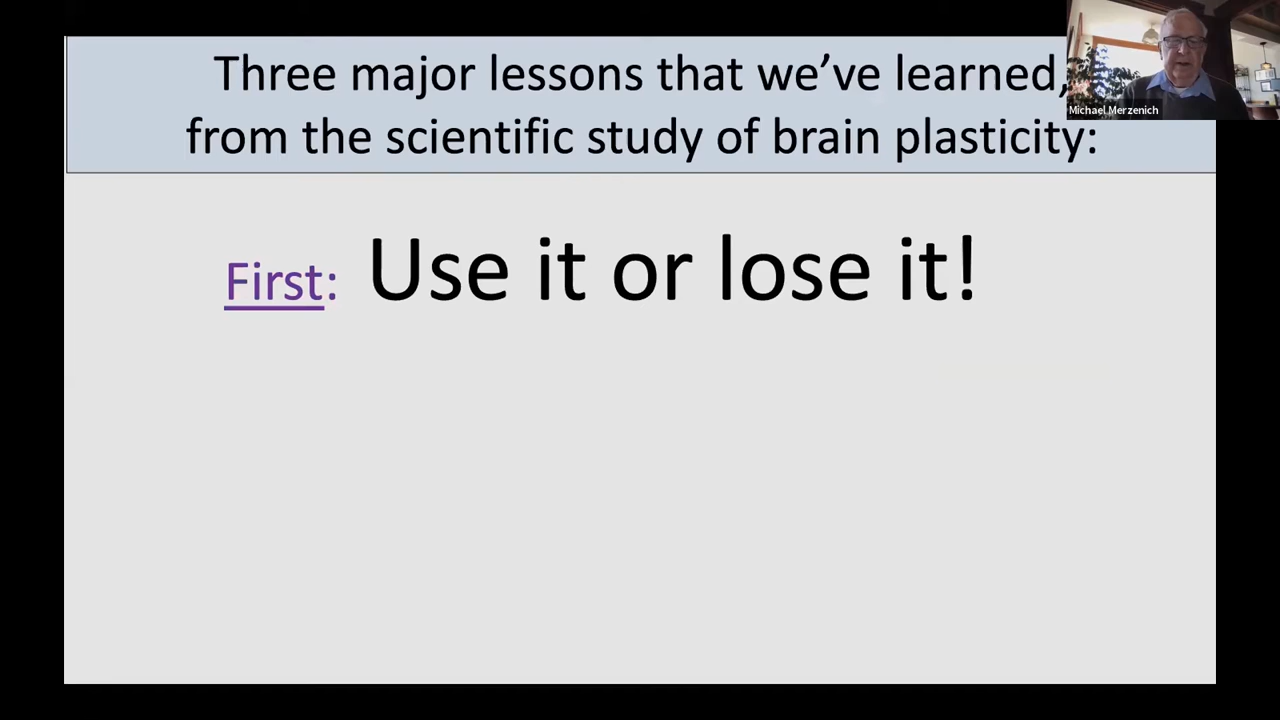 Three major lessons that we’ve learned,
from the scientific study of brain plasticity:
Michael Merzenich
First: Use it or lose it!